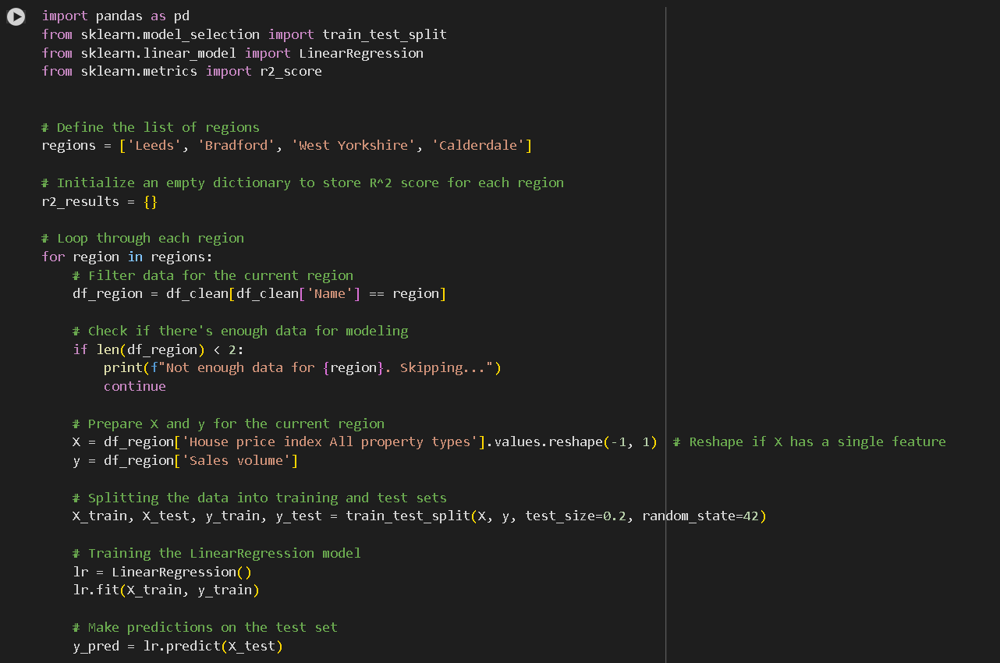 import pandas as pd
from sklearn.model_selection import train_test_split
from sklearn.linear_model import LinearRegression
from sklearn.metrics import r2_score
# Define the list of regions
regions = ['Leeds', 'Bradford', 'West Yorkshire', 'Calderdale']
# Initialize an empty dictionary to store R^2 score for each region
r2_results = {}
# Loop through each region
for region in regions:
    # Filter data for the current region
    df_region = df_clean[df_clean['Name'] == region]
    # Check if there's enough data for modeling
    if len(df_region) < 2:
        print(f"Not enough data for {region}. Skipping...")
        continue
    # Prepare X and y for the current region
    X = df_region['House price index All property types'].values.reshape(-1, 1)  # Reshape if X has a single feature
    y = df_region['Sales volume']
    # Splitting the data into training and test sets
    X_train, X_test, y_train, y_test = train_test_split(X, y, test_size=0.2, random_state=42)
    # Training the LinearRegression model
    lr = LinearRegression()
    lr.fit(X_train, y_train)
    # Make predictions on the test set
    y_pred = lr.predict(X_test)